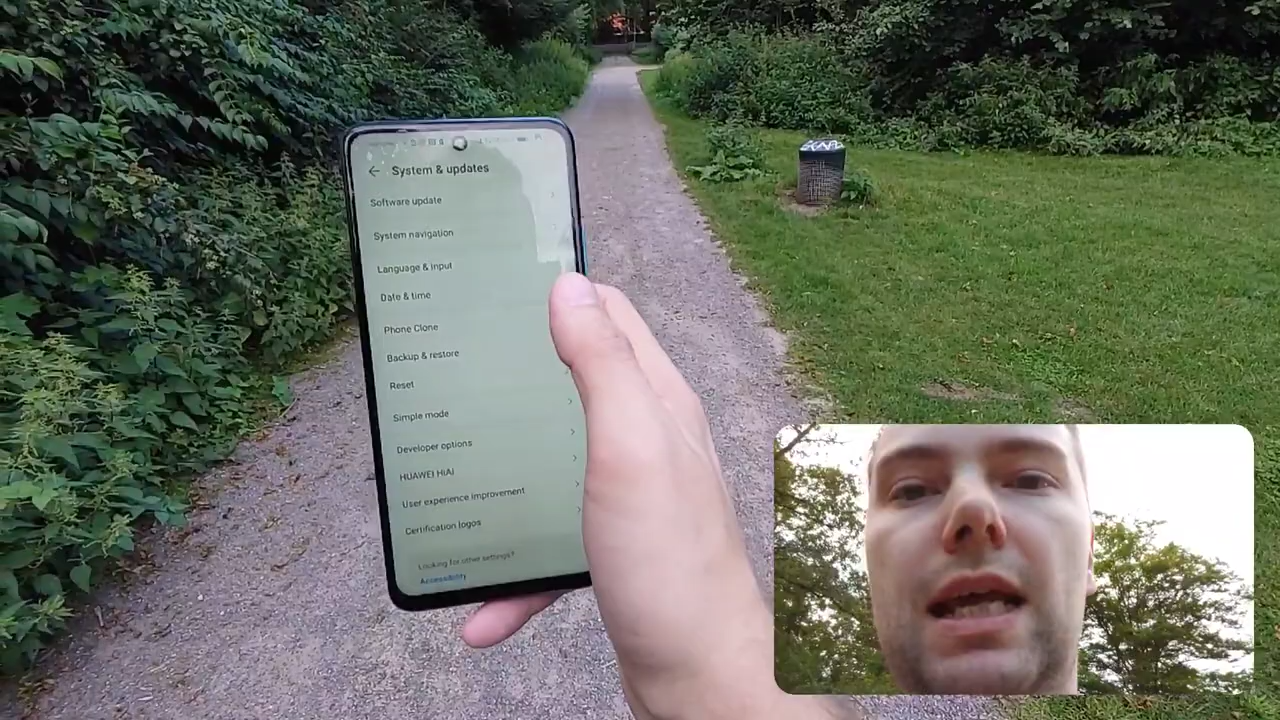 System & updates
Software update
System navigation
Language & input
Date & time
Phone Clone
Backup & restore
Reset
Simple mode
Developer options
HUAWEI HiAI
User experience improvement
Certification logos
Looking for other settings?
Accessibility